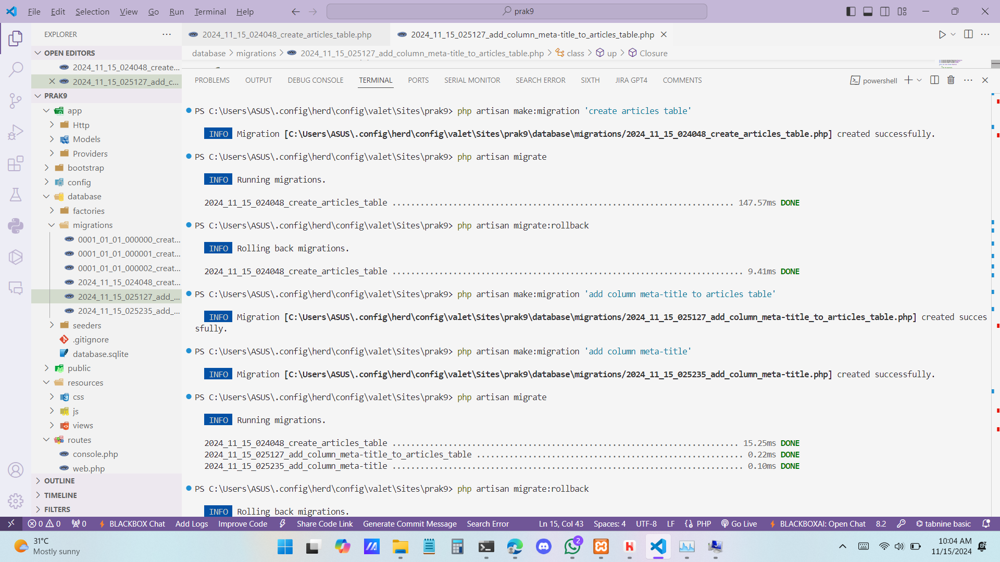 File Edit Selection View Go Run Terminal Help
prak9
EXPLORER
2024_11_15_024048_create_articles_table.php
2024_11_15_025127_add_column_meta-title_to_articles_table.php
OPEN EDITORS
2024_11_15_024048_create...
2024_11_15_025127_add_c...
PRAK9
app
Http
Models
Providers
bootstrap
config
database
factories
migrations
0001_01_01_000000_creat...
0001_01_01_000001_creat...
0001_01_01_000002_creat...
2024_11_15_024048_creat...
2024_11_15_025127_add_...
2024_11_15_025235_add_...
seeders
.gitignore
database.sqlite
public
resources
css
js
views
routes
console.php
web.php
OUTLINE
TIMELINE
FILTERS
database > migrations > 2024_11_15_025127_add_column_meta-title_to_articles_table.php > class > up > Closure
PROBLEMS OUTPUT DEBUG CONSOLE TERMINAL PORTS SERIAL MONITOR SEARCH ERROR SIXTH JIRA GPT4 COMMENTS
powershell
PS C:\Users\ASUS\.config\herd\config\valet\Sites\prak9> php artisan make:migration 'create articles table'
INFO Migration [C:\Users\ASUS\.config\herd\config\valet\Sites\prak9\database\migrations/2024_11_15_024048_create_articles_table.php] created successfully.
PS C:\Users\ASUS\.config\herd\config\valet\Sites\prak9> php artisan migrate
INFO Running migrations.
2024_11_15_024048_create_articles_table ......................................................................... 147.57ms DONE
PS C:\Users\ASUS\.config\herd\config\valet\Sites\prak9> php artisan migrate:rollback
INFO Rolling back migrations.
2024_11_15_024048_create_articles_table ........................................................................... 9.41ms DONE
PS C:\Users\ASUS\.config\herd\config\valet\Sites\prak9> php artisan make:migration 'add column meta-title to articles table'
INFO Migration [C:\Users\ASUS\.config\herd\config\valet\Sites\prak9\database\migrations/2024_11_15_025127_add_column_meta-title_to_articles_table.php] created succes
sfully.
PS C:\Users\ASUS\.config\herd\config\valet\Sites\prak9> php artisan make:migration 'add column meta-title'
INFO Migration [C:\Users\ASUS\.config\herd\config\valet\Sites\prak9\database\migrations/2024_11_15_025235_add_column_meta-title.php] created successfully.
PS C:\Users\ASUS\.config\herd\config\valet\Sites\prak9> php artisan migrate
INFO Running migrations.
2024_11_15_024048_create_articles_table .......................................................................... 15.25ms DONE
2024_11_15_025127_add_column_meta-title_to_articles_table ......................................................... 0.22ms DONE
2024_11_15_025235_add_column_meta-title ........................................................................... 0.10ms DONE
PS C:\Users\ASUS\.config\herd\config\valet\Sites\prak9> php artisan migrate:rollback
INFO Rolling back migrations.
0 0 0 BLACKBOX Chat Add Logs Improve Code Share Code Link Generate Commit Message Search Error Ln 15, Col 43 Spaces: 4 UTF-8 LF PHP Go Live BLACKBOXAI: Open Chat 8.2 tabnine basic
31°C
Mostly sunny
2
10:04 AM
11/15/2024